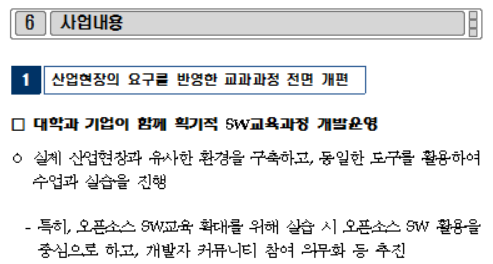 6 사업내용
1 산업현장의 요구를 반영한 교과과정 전면 개편
□ 대학과 기업이 함께 획기적 SW교육과정 개발운영
○ 실제 산업현장과 유사한 환경을 구축하고, 동일한 도구를 활용하여
수업과 실습을 진행
- 특히, 오픈소스 SW교육 확대를 위해 실습 시 오픈소스 SW 활용을
중심으로 하고, 개발자 커뮤니티 참여 의무화 등 추진